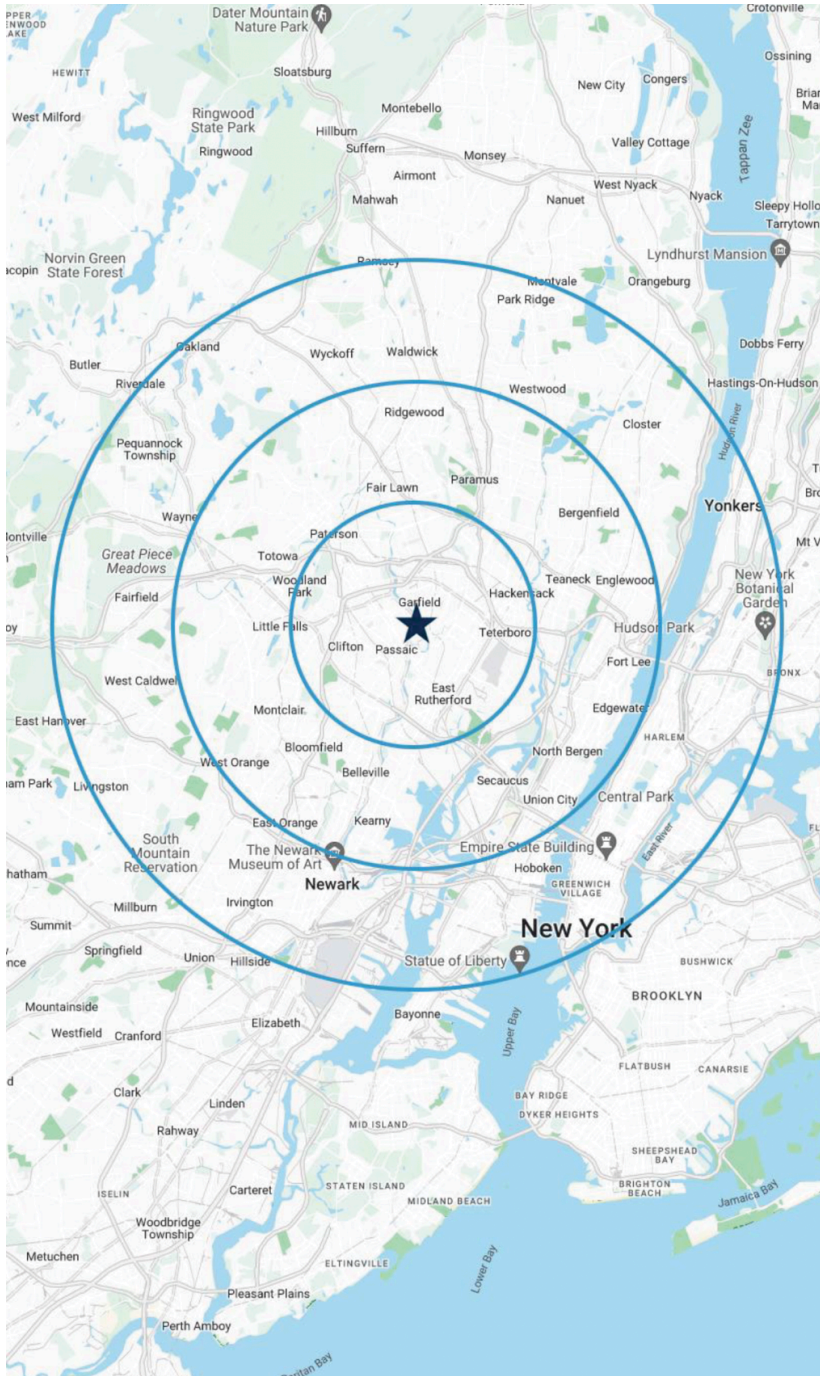 Crotonville
UPPER
Dater Mountain
Nature Park
Ossining
HEWITT
Sloatsburg
New City
Congers
West Milford
Ringwood
State Park
Montebello
Hillburn
Suffern
Ringwood
Valley Cottage
Tappan Zee
Monsey
Airmont
West Nyack
Mahwah
Nanuet
Nyack
Sleepy Hollo
Tarrytown
Norvin Green
State Forest
Lyndhurst Mansion
acopin
Ramsey
Montvale
Orangeburg
Park Ridge
Oakland
Wyckoff
Waldwick
Dobbs Ferry
Butler
Riverdale
Westwood
Hastings-On-Hudson
Ridgewood
Closter
Hudson River
Pequannock
Township
Paramus
Fair Lawn
Yonkers
Wayne
Bergenfield
Paterson
ontville
Great Piece
Meadows
Totowa
Mt V
Woodland
Park
Teaneck
Englewood
New York
Botanical
Garden
Fairfield
Hackensack
Garfield
Little Falls
Teterboro
Hudson Park
Clifton
Passaic
Fort Lee
BRONX
West Caldwell
East
Rutherford
Montclair
Edgewater
East Hanover
HARLEM
Bloomfield
North Bergen
West Orange
Belleville
Secaucus
ham Park
Livingston
Union City
Central Park
East Orange
Kearny
East River
South
Mountain
Reservation
The Newark
Museum of Art
Empire State Building
Hoboken
hatham
Newark
GREENWICH
VILLAGE
Millburn
Irvington
Summit
New York
Springfield
Union
Hillside
Statue of Liberty
BUSHWICK
BROOKLYN
Mountainside
Bayonne
Upper Bay
Westfield
Cranford
Elizabeth
FLATBUSH
CANARSIE
Clark
Linden
BAY RIDGE
DYKER HEIGHTS
Rahway
MID ISLAND
SHEEPSHEAD
BAY
ISELIN
Carteret
STATEN ISLAND
MIDLAND BEACH
BRIGHTON
BEACH
Jamaica Bay
Woodbridge
Township
Metuchen
ELTINGVILLE
Lower Bay
Pleasant Plains
Perth Amboy
Raritan Bay